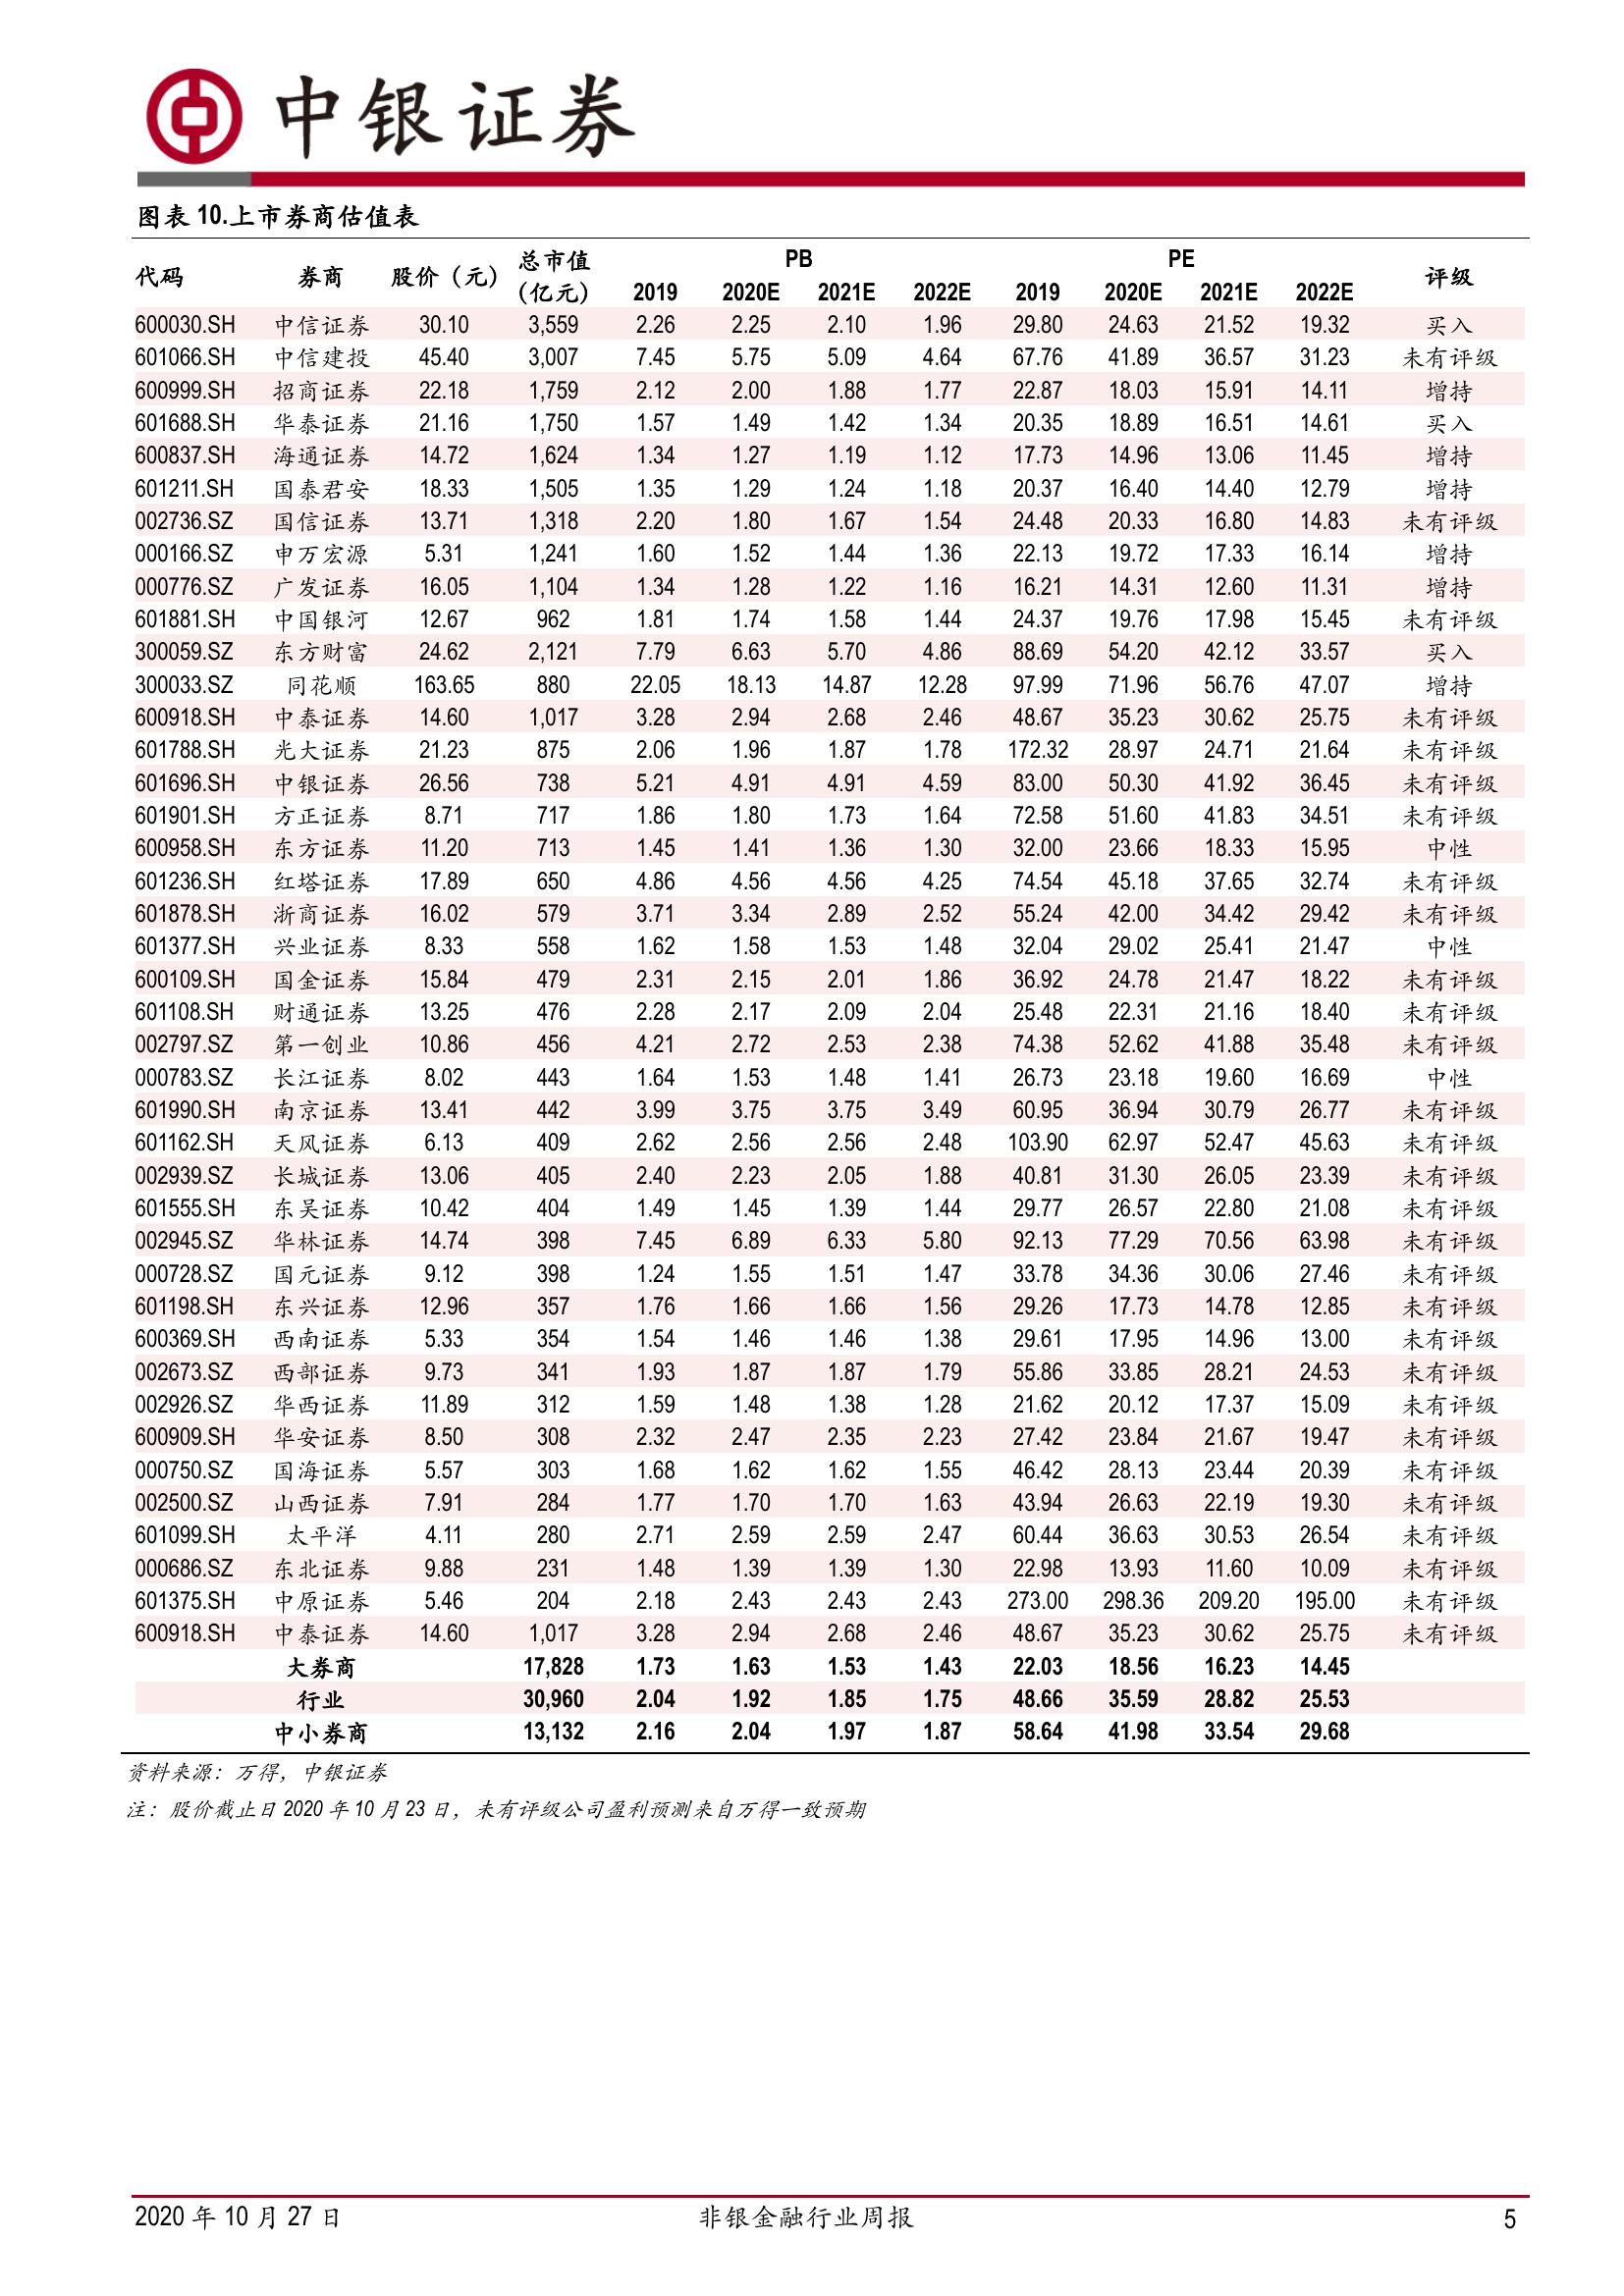 中银证券
图表 10.上市券商估值表
代码 券商 股价（元） 总市值（亿元） PB PE 评级
2019 2020E 2021E 2022E 2019 2020E 2021E 2022E
600030.SH 中信证券 30.10 3,559 2.26 2.25 2.10 1.96 29.80 24.63 21.52 19.32 买入
601066.SH 中信建投 45.40 3,007 7.45 5.75 5.09 4.64 67.76 41.89 36.57 31.23 未有评级
600999.SH 招商证券 22.18 1,759 2.12 2.00 1.88 1.77 22.87 18.03 15.91 14.11 增持
601688.SH 华泰证券 21.16 1,750 1.57 1.49 1.42 1.34 20.35 18.89 16.51 14.61 买入
600837.SH 海通证券 14.72 1,624 1.34 1.27 1.19 1.12 17.73 14.96 13.06 11.45 增持
601211.SH 国泰君安 18.33 1,505 1.35 1.29 1.24 1.18 20.37 16.40 14.40 12.79 增持
002736.SZ 国信证券 13.71 1,318 2.20 1.80 1.67 1.54 24.48 20.33 16.80 14.83 未有评级
000166.SZ 申万宏源 5.31 1,241 1.60 1.52 1.44 1.36 22.13 19.72 17.33 16.14 增持
000776.SZ 广发证券 16.05 1,104 1.34 1.28 1.22 1.16 16.21 14.31 12.60 11.31 增持
601881.SH 中国银河 12.67 962 1.81 1.74 1.58 1.44 24.37 19.76 17.98 15.45 未有评级
300059.SZ 东方财富 24.62 2,121 7.79 6.63 5.70 4.86 88.69 54.20 42.12 33.57 买入
300033.SZ 同花顺 163.65 880 22.05 18.13 14.87 12.28 97.99 71.96 56.76 47.07 增持
600918.SH 中泰证券 14.60 1,017 3.28 2.94 2.68 2.46 48.67 35.23 30.62 25.75 未有评级
601788.SH 光大证券 21.23 875 2.06 1.96 1.87 1.78 172.32 28.97 24.71 21.64 未有评级
601696.SH 中银证券 26.56 738 5.21 4.91 4.91 4.59 83.00 50.30 41.92 36.45 未有评级
601901.SH 方正证券 8.71 717 1.86 1.80 1.73 1.64 72.58 51.60 41.83 34.51 未有评级
600958.SH 东方证券 11.20 713 1.45 1.41 1.36 1.30 32.00 23.66 18.33 15.95 中性
601236.SH 红塔证券 17.89 650 4.86 4.56 4.56 4.25 74.54 45.18 37.65 32.74 未有评级
601878.SH 浙商证券 16.02 579 3.71 3.34 2.89 2.52 55.24 42.00 34.42 29.42 未有评级
601377.SH 兴业证券 8.33 558 1.62 1.58 1.53 1.48 32.04 29.02 25.41 21.47 中性
600109.SH 国金证券 15.84 479 2.31 2.15 2.01 1.86 36.92 24.78 21.47 18.22 未有评级
601108.SH 财通证券 13.25 476 2.28 2.17 2.09 2.04 25.48 22.31 21.16 18.40 未有评级
002797.SZ 第一创业 10.86 456 4.21 2.72 2.53 2.38 74.38 52.62 41.88 35.48 未有评级
000783.SZ 长江证券 8.02 443 1.64 1.53 1.48 1.41 26.73 23.18 19.60 16.69 中性
601990.SH 南京证券 13.41 442 3.99 3.75 3.75 3.49 60.95 36.94 30.79 26.77 未有评级
601162.SH 天风证券 6.13 409 2.62 2.56 2.56 2.48 103.90 62.97 52.47 45.63 未有评级
002939.SZ 长城证券 13.06 405 2.40 2.23 2.05 1.88 40.81 31.30 26.05 23.39 未有评级
601555.SH 东吴证券 10.42 404 1.49 1.45 1.39 1.44 29.77 26.57 22.80 21.08 未有评级
002945.SZ 华林证券 14.74 398 7.45 6.89 6.33 5.80 92.13 77.29 70.56 63.98 未有评级
000728.SZ 国元证券 9.12 398 1.24 1.55 1.51 1.47 33.78 34.36 30.06 27.46 未有评级
601198.SH 东兴证券 12.96 357 1.76 1.66 1.66 1.56 29.26 17.73 14.78 12.85 未有评级
600369.SH 西南证券 5.33 354 1.54 1.46 1.46 1.38 29.61 17.95 14.96 13.00 未有评级
002673.SZ 西部证券 9.73 341 1.93 1.87 1.87 1.79 55.86 33.85 28.21 24.53 未有评级
002926.SZ 华西证券 11.89 312 1.59 1.48 1.38 1.28 21.62 20.12 17.37 15.09 未有评级
600909.SH 华安证券 8.50 308 2.32 2.47 2.35 2.23 27.42 23.84 21.67 19.47 未有评级
000750.SZ 国海证券 5.57 303 1.68 1.62 1.62 1.55 46.42 28.13 23.44 20.39 未有评级
002500.SZ 山西证券 7.91 284 1.77 1.70 1.70 1.63 43.94 26.63 22.19 19.30 未有评级
601099.SH 太平洋 4.11 280 2.71 2.59 2.59 2.47 60.44 36.63 30.53 26.54 未有评级
000686.SZ 东北证券 9.88 231 1.48 1.39 1.39 1.30 22.98 13.93 11.60 10.09 未有评级
601375.SH 中原证券 5.46 204 2.18 2.43 2.43 2.43 273.00 298.36 209.20 195.00 未有评级
600918.SH 中泰证券 14.60 1,017 3.28 2.94 2.68 2.46 48.67 35.23 30.62 25.75 未有评级
大券商 17,828 1.73 1.63 1.53 1.43 22.03 18.56 16.23 14.45
行业 30,960 2.04 1.92 1.85 1.75 48.66 35.59 28.82 25.53
中小券商 13,132 2.16 2.04 1.97 1.87 58.64 41.98 33.54 29.68
资料来源：万得，中银证券
注：股价截止日 2020 年 10 月 23 日，未有评级公司盈利预测来自万得一致预期
2020 年 10 月 27 日 非银金融行业周报 5